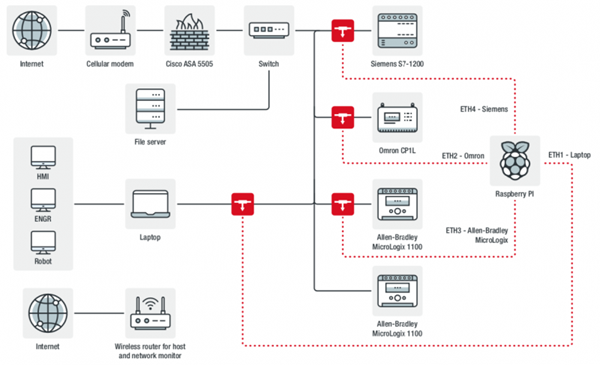 Internet
Cellular modem
Cisco ASA 5505
Switch
Siemens S7-1200
File server
ETH4 - Siemens
Omron CP1L
ETH2 - Omron
ETH1 - Laptop
Raspberry PI
HMI
ENGR
Robot
Laptop
ETH3 - Allen-Bradley
MicroLogix
Allen-Bradley
MicroLogix 1100
Internet
Wireless router for host
and network monitor
Allen-Bradley
MicroLogix 1100